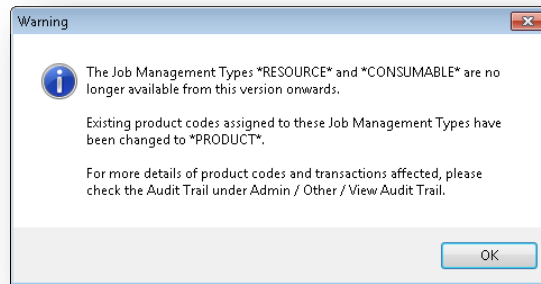 Warning
The Job Management Types *RESOURCE* and *CONSUMABLE* are no
longer available from this version onwards.
Existing product codes assigned to these Job Management Types have
been changed to *PRODUCT*.
For more details of product codes and transactions affected, please
check the Audit Trail under Admin / Other / View Audit Trail.
OK